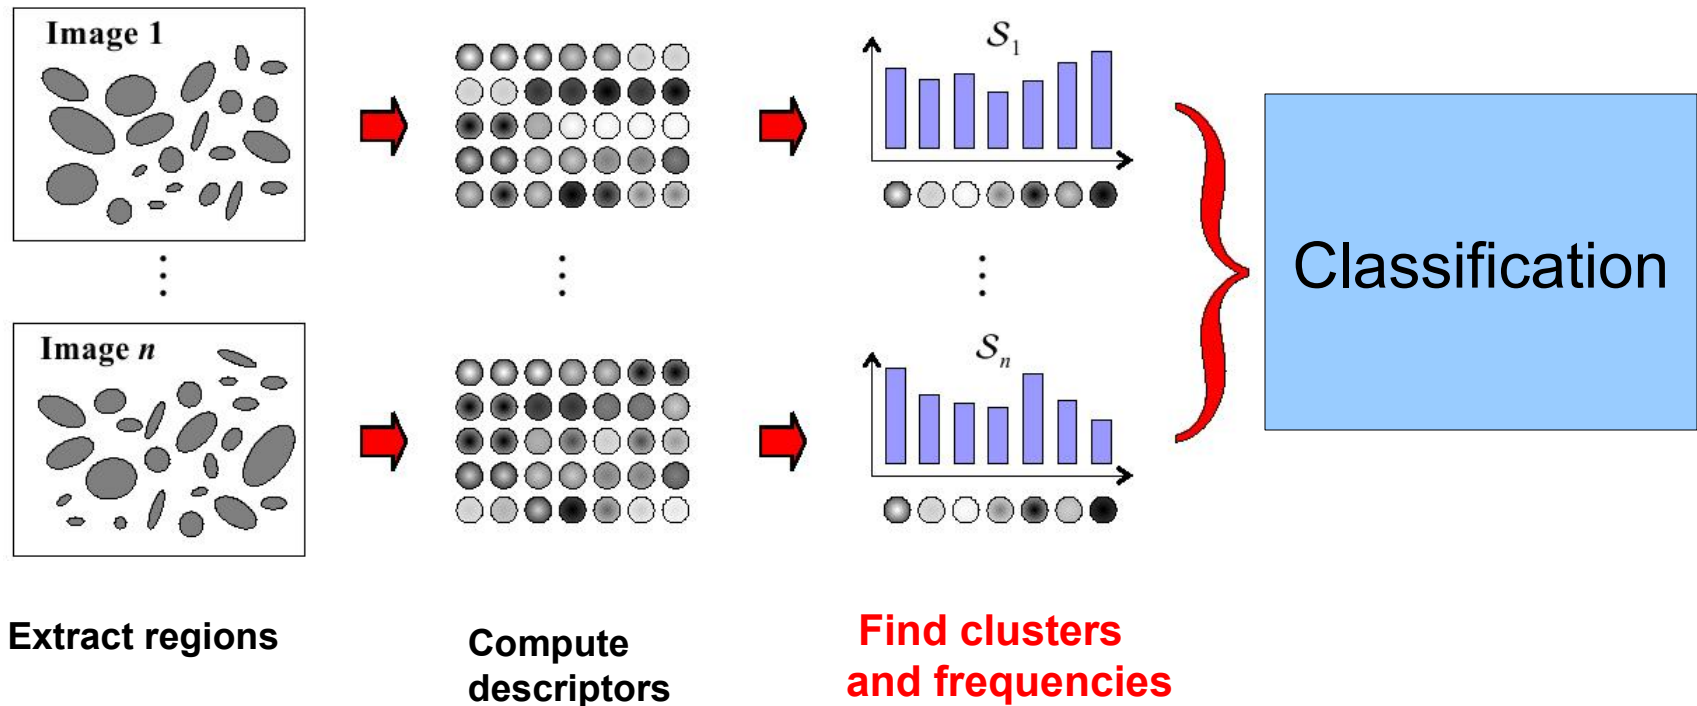 Image 1
S1
Classification
Image n
Sn
Extract regions
Compute
descriptors
Find clusters
and frequencies